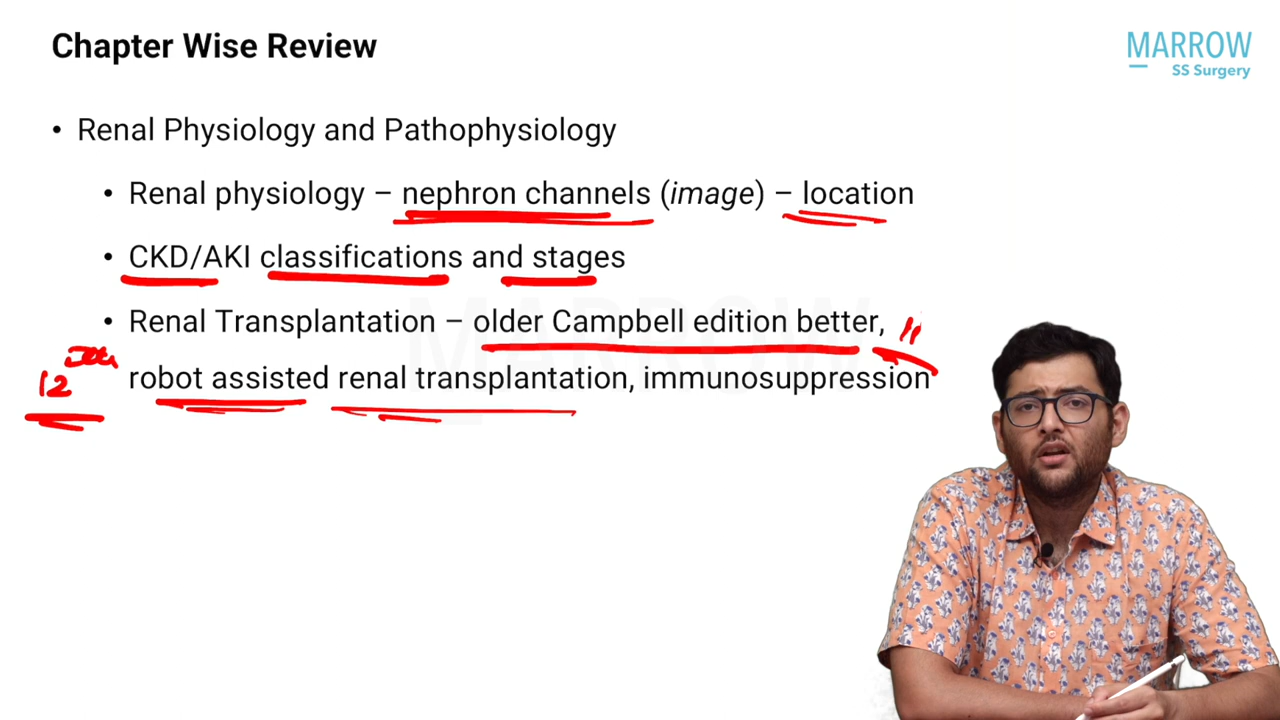 Chapter Wise Review
MARROW
SS Surgery
• Renal Physiology and Pathophysiology
• Renal physiology – nephron channels (image) – location
• CKD/AKI classifications and stages
• Renal Transplantation – older Campbell edition better, 11
12
robot assisted renal transplantation, immunosuppression
MARROW